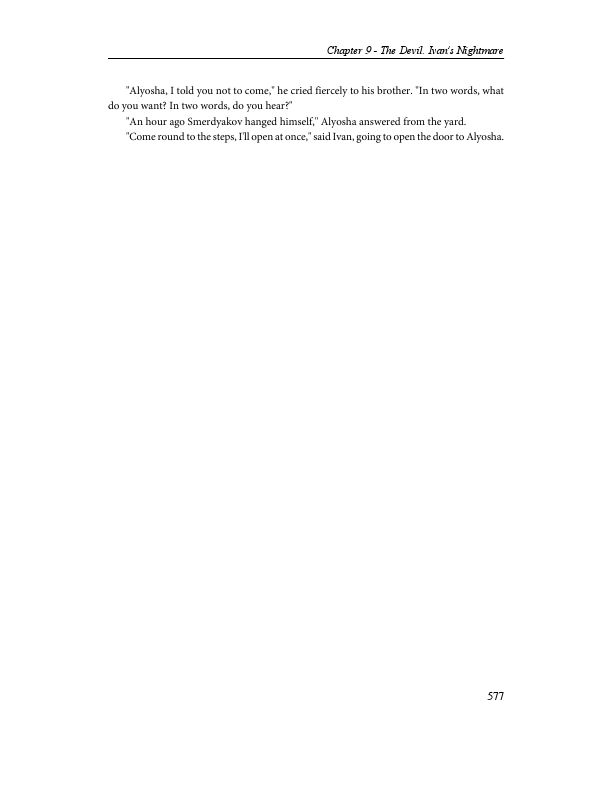 Chapter 9 - The Devil. Ivan's Nightmare
"Alyosha, I told you not to come," he cried fiercely to his brother. "In two words, what
do you want? In two words, do you hear?"
"An hour ago Smerdyakov hanged himself," Alyosha answered from the yard.
"Come round to the steps, I'll open at once," said Ivan, going to open the door to Alyosha.
577